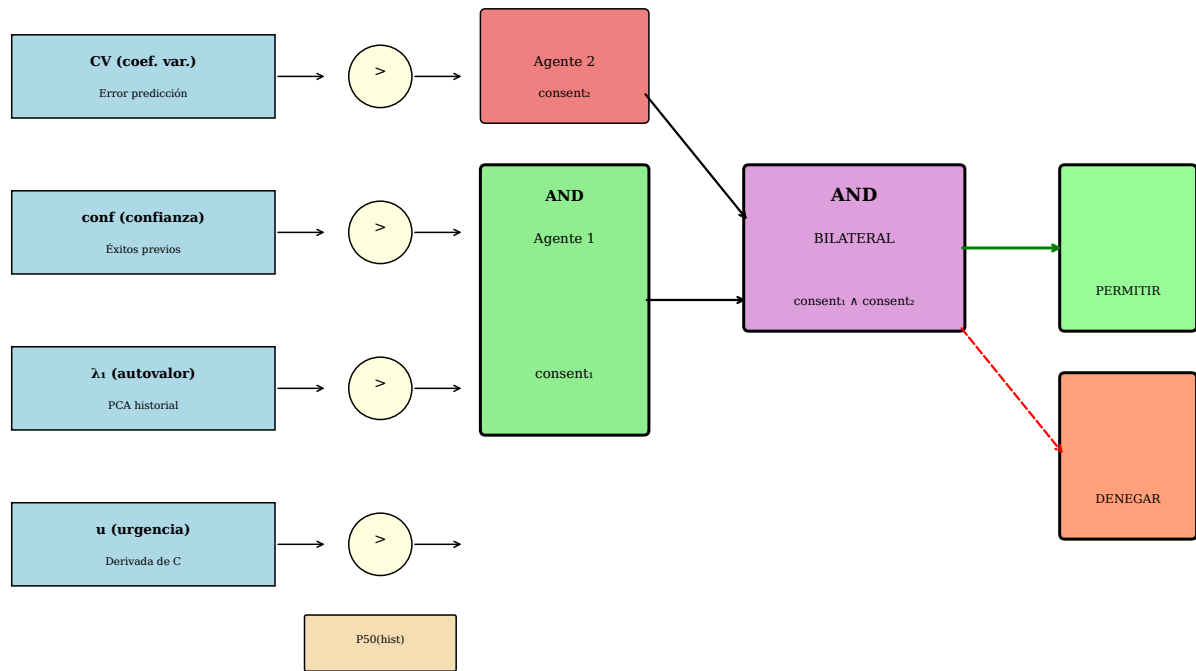 CV (coef. var.)
Error predicción
>
Agente 2
consent₂
conf (confianza)
Éxitos previos
>
AND
Agente 1
consent₁
AND
BILATERAL
consent₁ ∧ consent₂
PERMITIR
λ₁ (autovalor)
PCA historial
>
DENEGAR
u (urgencia)
Derivada de C
>
P50(hist)